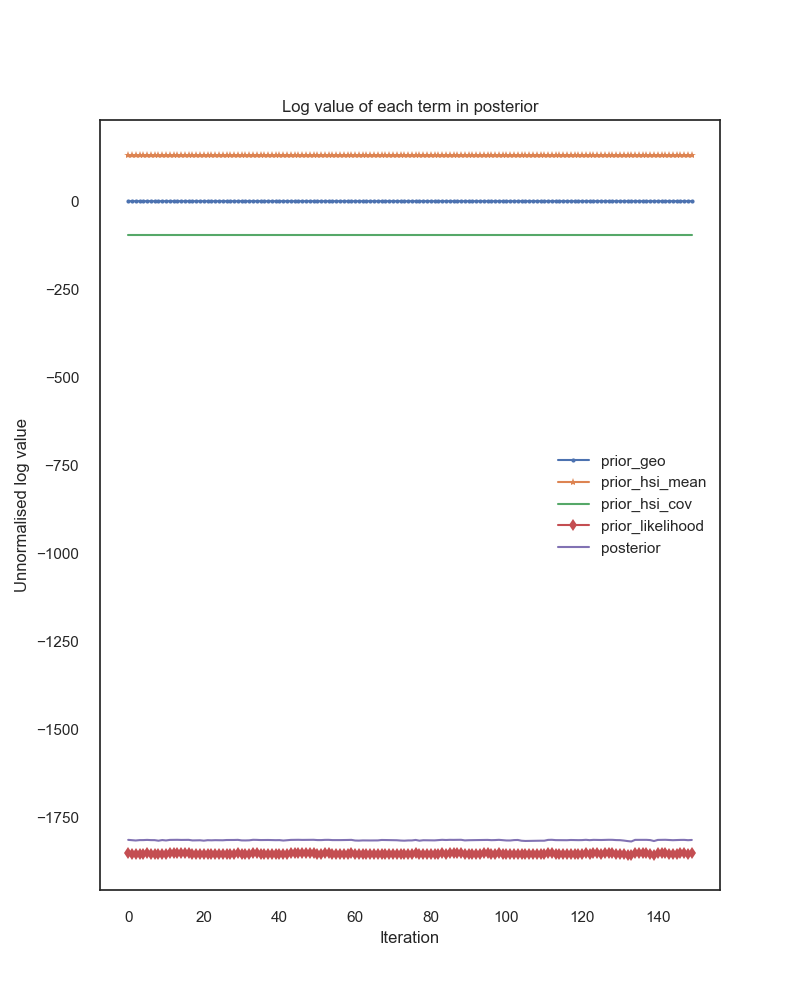 Log value of each term in posterior
0
−250
−500
−750
−1000
−1250
−1500
−1750
Unnormalised log value
prior_geo
prior_hsi_mean
prior_hsi_cov
prior_likelihood
posterior
0 20 40 60 80 100 120 140
Iteration